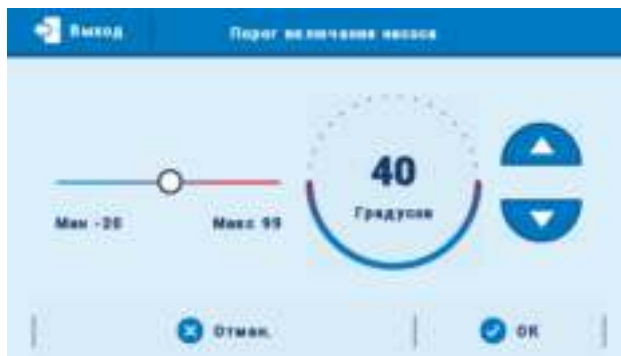 Выход
Порог включения насоса
40
Градусов
Мин -20
Макс 99
Отмен.
OK